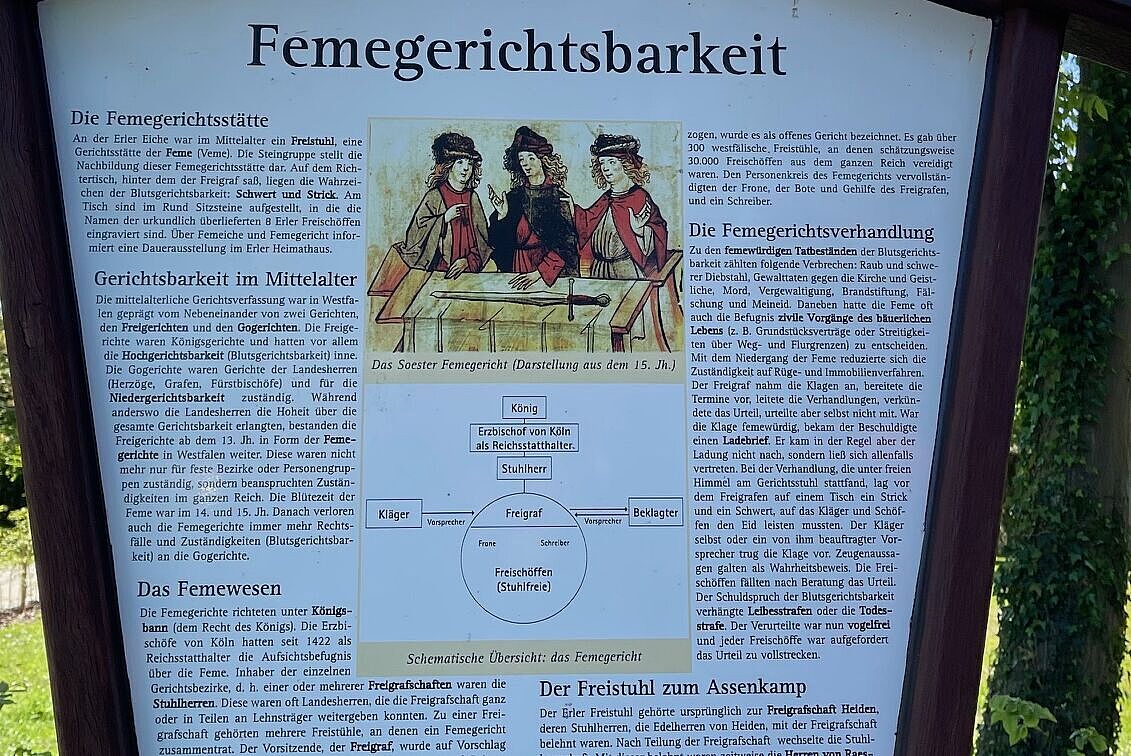 Femegerichtsbarkeit
Die Femegerichtsstätte
An der Erler Eiche war im Mittelalter ein Freistuhl, eine
Gerichtsstätte der Feme (Veme). Die Steingruppe stellt die
Nachbildung dieser Femegerichtsstätte dar. Auf dem Rich-
tertisch, hinter dem der Freigraf saß, liegen die Wahrzei-
chen der Blutsgerichtsbarkeit: Schwert und Strick. Am
Tisch sind im Rund Sitzsteine aufgestellt, in die die
Namen der urkundlich überlieferten 8 Erler Freischöffen
eingraviert sind. Über Femeiche und Femegericht infor-
miert eine Dauerausstellung im Erler Heimathaus.
Gerichtsbarkeit im Mittelalter
Die mittelalterliche Gerichtsverfassung war in Westfa-
len geprägt vom Nebeneinander von zwei Gerichten,
den Freigerichten und den Gogerichten. Die Freige-
richte waren Königsgerichte und hatten vor allem
die Hochgerichtsbarkeit (Blutsgerichtsbarkeit) inne.
Die Gogerichte waren Gerichte der Landesherren
(Herzöge, Grafen, Fürstbischöfe) und für die
Niedergerichtsbarkeit zuständig. Während
anderswo die Landesherren die Hoheit über die
gesamte Gerichtsbarkeit erlangten, bestanden die
Freigerichte ab dem 13. Jh. in Form der Feme-
gerichte in Westfalen weiter. Diese waren nicht
mehr nur für feste Bezirke oder Personengrup-
pen zuständig, sondern beanspruchten Zustän-
digkeiten im ganzen Reich. Die Blütezeit der
Feme war im 14. und 15. Jh. Danach verloren
auch die Femegerichte immer mehr Rechts-
fälle und Zuständigkeiten (Blutsgerichtsbar-
keit) an die Gogerichte.
Das Femewesen
Die Femegerichte richteten unter Königs-
bann (dem Recht des Königs). Die Erzbi-
schöfe von Köln hatten seit 1422 als
Reichsstatthalter die Aufsichtsbefugnis
über die Feme. Inhaber der einzelnen
Gerichtsbezirke, d. h. einer oder mehrerer Freigrafschaften waren die
Stuhlherren. Diese waren oft Landesherren, die die Freigrafschaft ganz
oder in Teilen an Lehnsträger weitergeben konnten. Zu einer Frei-
grafschaft gehörten mehrere Freistühle, an denen ein Femegericht
zusammentrat. Der Vorsitzende, der Freigraf, wurde auf Vorschlag
Das Soester Femegericht (Darstellung aus dem 15. Jh.)
König
Erzbischof von Köln
als Reichsstatthalter.
Stuhlherr
Kläger
Vorsprecher
Freigraf
Vorsprecher
Beklagter
Frone
Schreiber
Freischöffen
(Stuhlfreie)
Schematische Übersicht: das Femegericht
zogen, wurde es als offenes Gericht bezeichnet. Es gab über
300 westfälische Freistühle, an denen schätzungsweise
30.000 Freischöffen aus dem ganzen Reich vereidigt
waren. Den Personenkreis des Femegerichts vervollstän-
digten der Frone, der Bote und Gehilfe des Freigrafen,
und ein Schreiber.
Die Femegerichtsverhandlung
Zu den femewürdigen Tatbeständen der Blutsgerichts-
barkeit zählten folgende Verbrechen: Raub und schwe-
rer Diebstahl, Gewalttaten gegen die Kirche und Geist-
liche, Mord, Vergewaltigung, Brandstiftung, Fäl-
schung und Meineid. Daneben hatte die Feme oft
auch die Befugnis zivile Vorgänge des bäuerlichen
Lebens (z. B. Grundstücksverträge oder Streitigkei-
ten über Weg- und Flurgrenzen) zu entscheiden.
Mit dem Niedergang der Feme reduzierte sich die
Zuständigkeit auf Rüge- und Immobilienverfahren.
Der Freigraf nahm die Klagen an, bereitete die
Termine vor, leitete die Verhandlungen, verkün-
dete das Urteil, urteilte aber selbst nicht mit. War
die Klage femewürdig, bekam der Beschuldigte
einen Ladebrief. Er kam in der Regel aber der
Ladung nicht nach, sondern ließ sich allenfalls
vertreten. Bei der Verhandlung, die unter freien
Himmel am Gerichtsstuhl stattfand, lag vor
dem Freigrafen auf einem Tisch ein Strick
und ein Schwert, auf das Kläger und Schöf-
fen den Eid leisten mussten. Der Kläger
selbst oder ein von ihm beauftragter Vor-
sprecher trug die Klage vor. Zeugenaussa-
gen galten als Wahrheitsbeweis. Die Frei-
schöffen fällten nach Beratung das Urteil.
Der Schuldspruch der Blutsgerichtsbarkeit
verhängte Leibesstrafen oder die Todes-
strafe. Der Verurteilte war nun vogelfrei
und jeder Freischöffe war aufgefordert
das Urteil zu vollstrecken.
Der Freistuhl zum Assenkamp
Der Erler Freistuhl gehörte ursprünglich zur Freigrafschaft Heiden,
deren Stuhlherren, die Edelherren von Heiden, mit der Freigrafschaft
belehnt waren. Nach Teilung der Freigrafschaft wechselte die Stuhl-